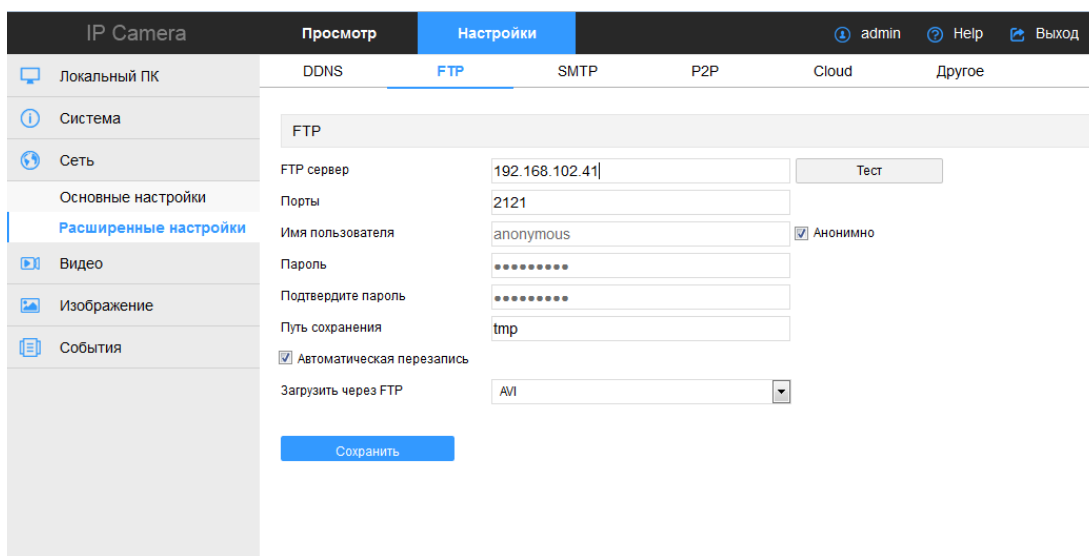 IP Camera Просмотр Настройки admin Help Выход
DDNS FTP SMTP P2P Cloud Другое
Локальный ПК
Система
Сеть
Основные настройки
Расширенные настройки
Видео
Изображение
События
FTP
FTP сервер 192.168.102.41 Тест
Порты 2121
Имя пользователя anonymous Анонимно
Пароль •••••••••
Подтвердите пароль •••••••••
Путь сохранения tmp
Автоматическая перезапись
Загрузить через FTP AVI
Сохранить